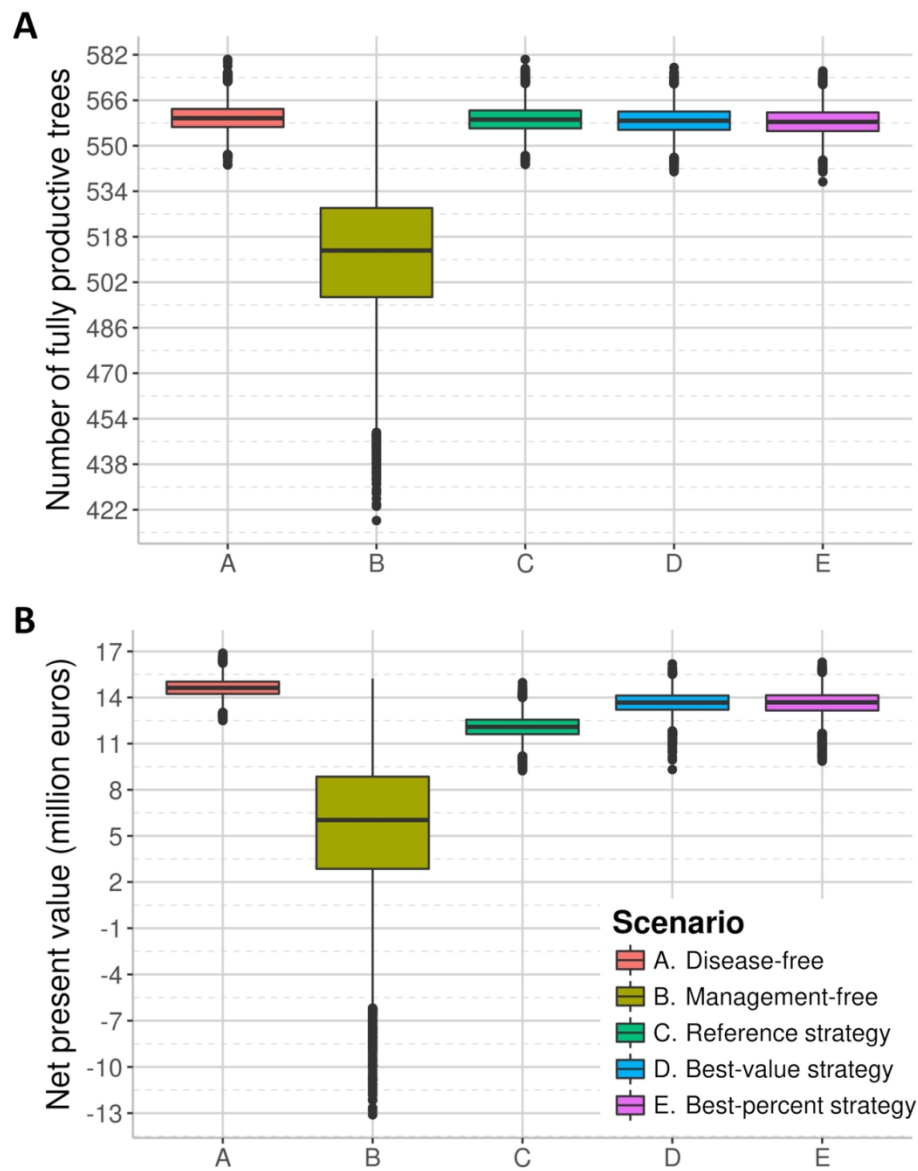 A
Number of fully productive trees
582
566
550
534
518
502
486
470
454
438
422
A B C D E
B
Net present value (million euros)
17
14
11
8
5
2
-1
-4
-7
-10
-13
Scenario
A. Disease-free
B. Management-free
C. Reference strategy
D. Best-value strategy
E. Best-percent strategy
A B C D E